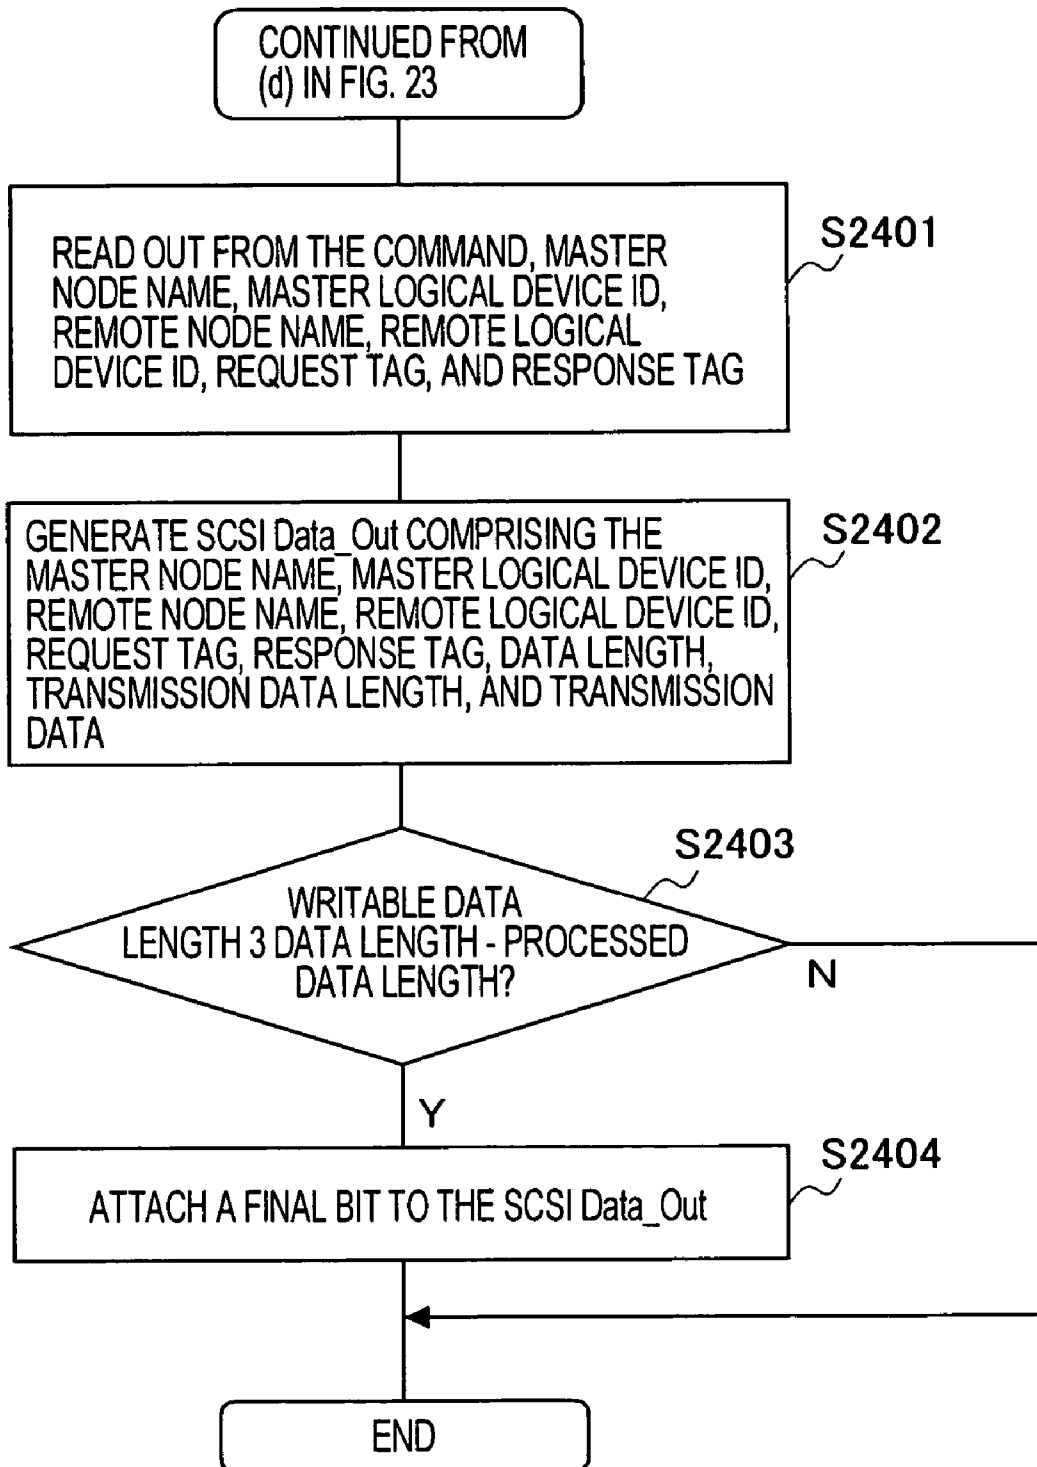 CONTINUED FROM
(d) IN FIG. 23
READ OUT FROM THE COMMAND, MASTER
NODE NAME, MASTER LOGICAL DEVICE ID,
REMOTE NODE NAME, REMOTE LOGICAL
DEVICE ID, REQUEST TAG, AND RESPONSE TAG
S2401
GENERATE SCSI Data_Out COMPRISING THE
MASTER NODE NAME, MASTER LOGICAL DEVICE ID,
REMOTE NODE NAME, REMOTE LOGICAL DEVICE ID,
REQUEST TAG, RESPONSE TAG, DATA LENGTH,
TRANSMISSION DATA LENGTH, AND TRANSMISSION
DATA
S2402
S2403
WRITABLE DATA
LENGTH 3 DATA LENGTH - PROCESSED
DATA LENGTH?
N
Y
S2404
ATTACH A FINAL BIT TO THE SCSI Data_Out
END